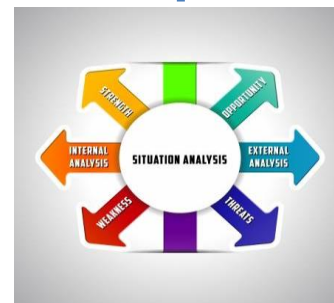 STRENGTH
OPPORTUNITY
INTERNAL
ANALYSIS
SITUATION ANALYSIS
EXTERNAL
ANALYSIS
WEAKNESS
THREATS